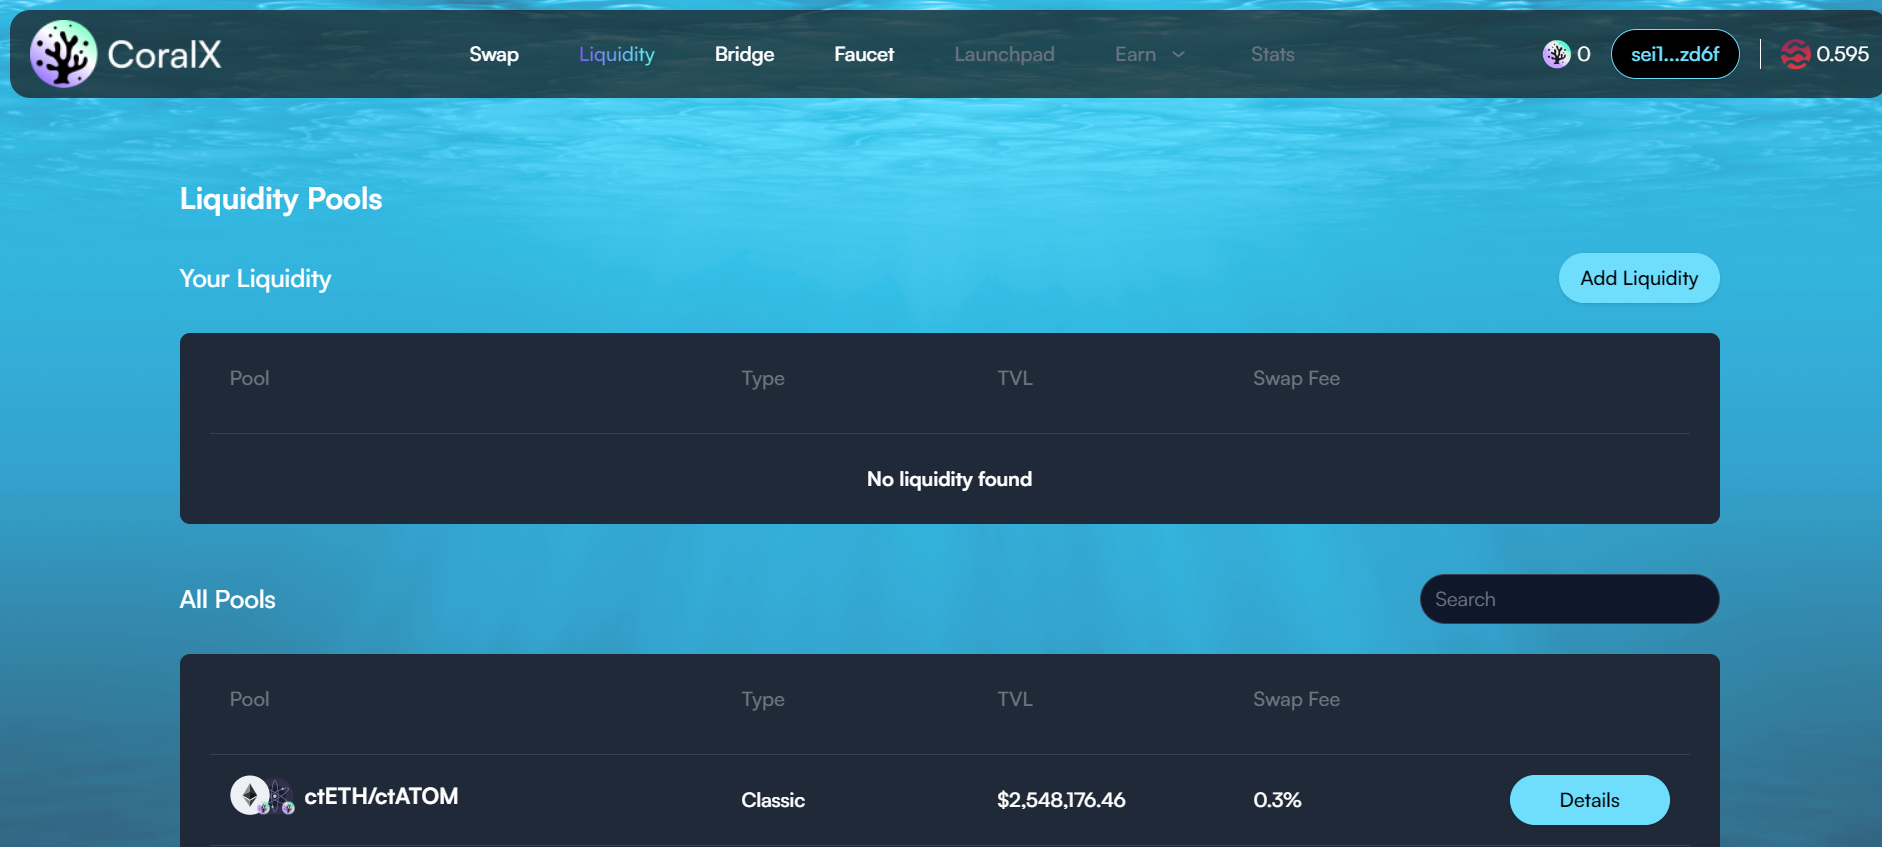 CoralX
Swap Liquidity Bridge Faucet Launchpad Earn Stats 0 sei1...zd6f 0.595
Liquidity Pools
Your Liquidity Add Liquidity
Pool Type TVL Swap Fee
No liquidity found
All Pools Search
Pool Type TVL Swap Fee
ctETH/ctATOM Classic $2,548,176.46 0.3% Details